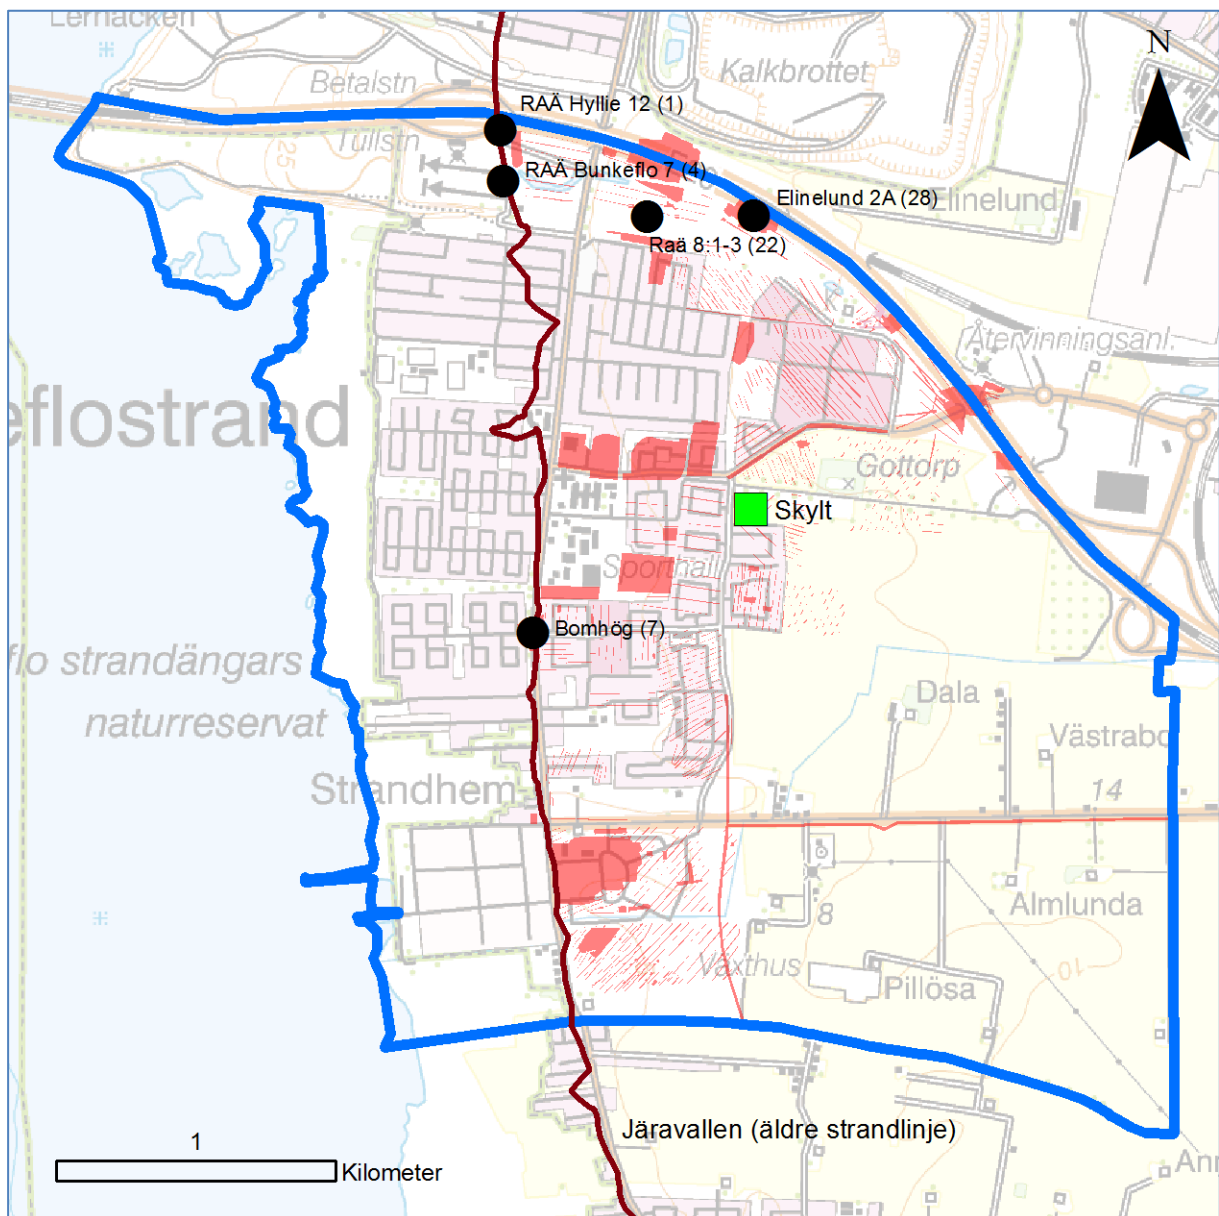 Lernacken
N
Betalstn
Kalkbrottet
RAÄ Hyllie 12 (1)
Tullstn
25
RAÄ Bunkeflo 7 (4)
Elinelund 2A (28)
Elinelund
Raä 8:1-3 (22)
Återvinningsanl.
eflostrand
Gottorp
Skylt
Sporthall
Bomhög (7)
flo strandängars
naturreservat
Dala
Västrabo
Strandhem
14
Almlunda
8
Växthus
10
Pillösa
Järavallen (äldre strandlinje)
1
Kilometer
Ann